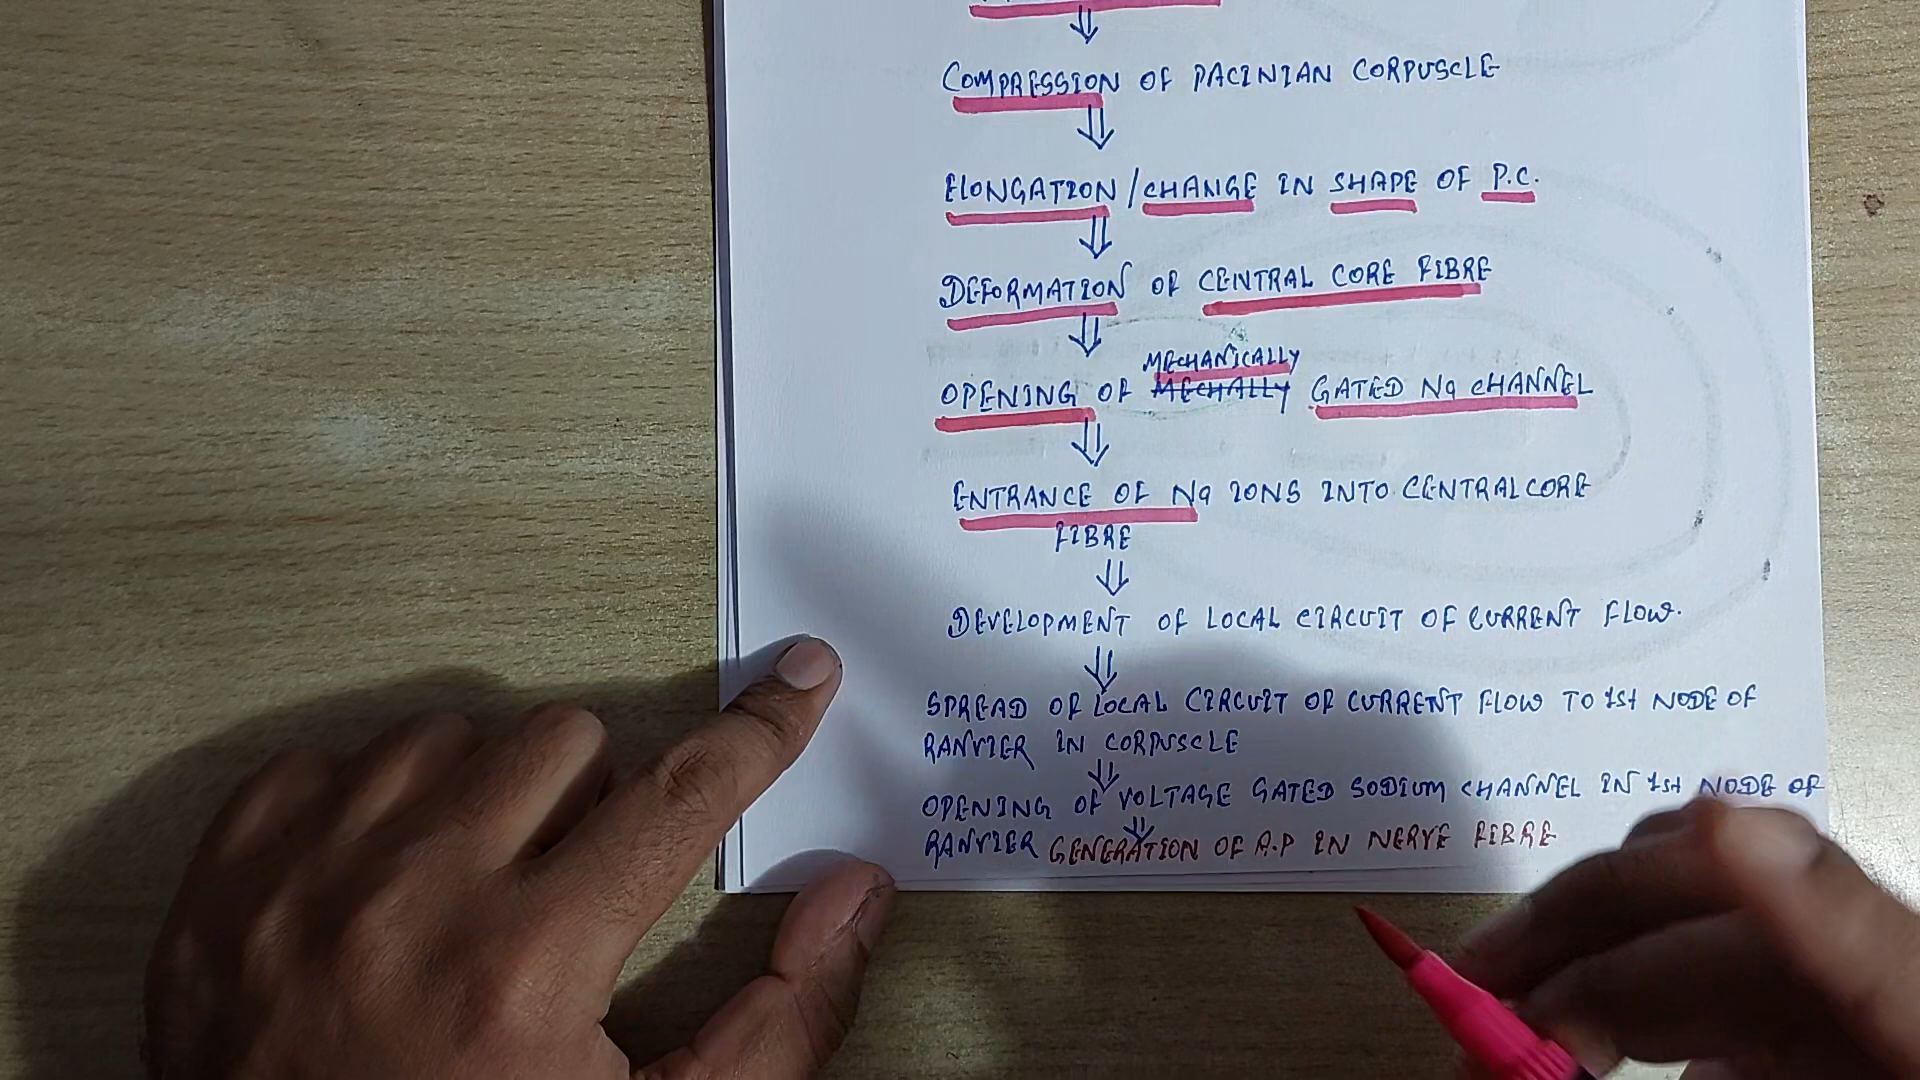 COMPRESSION OF PACINIAN CORPUSCLE
ELONGATION / CHANGE IN SHAPE OF P.C.
DEFORMATION OF CENTRAL CORE FIBRE
MECHANICALLY
OPENING OF MECHALLY GATED Na CHANNEL
ENTRANCE OF Na IONS INTO CENTRAL CORE
FIBRE
DEVELOPMENT OF LOCAL CIRCUIT OF CURRENT FLOW.
SPREAD OF LOCAL CIRCUIT OF CURRENT FLOW TO 1st NODE OF
RANVIER IN CORPUSCLE
OPENING OF VOLTAGE GATED SODIUM CHANNEL IN 1st NODE OF
RANVIER GENERATION OF A.P IN NERVE FIBRE